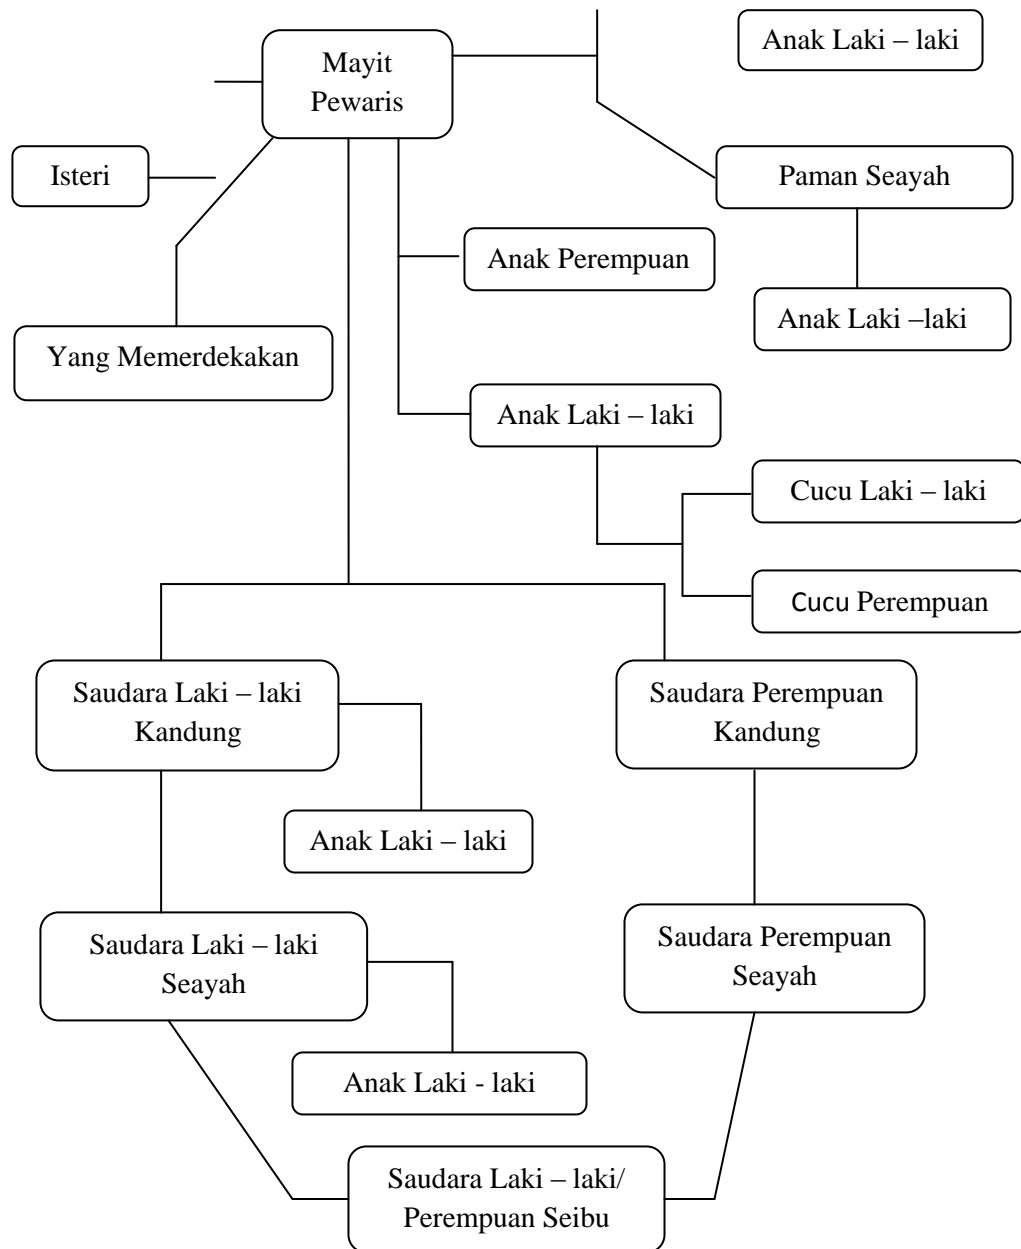 Anak Laki – laki
Mayit
Pewaris
Isteri
Paman Seayah
Anak Perempuan
Anak Laki –laki
Yang Memerdekakan
Anak Laki – laki
Cucu Laki – laki
Cucu Perempuan
Saudara Laki – laki
Kandung
Saudara Perempuan
Kandung
Anak Laki – laki
Saudara Laki – laki
Seayah
Saudara Perempuan
Seayah
Anak Laki - laki
Saudara Laki – laki/
Perempuan Seibu